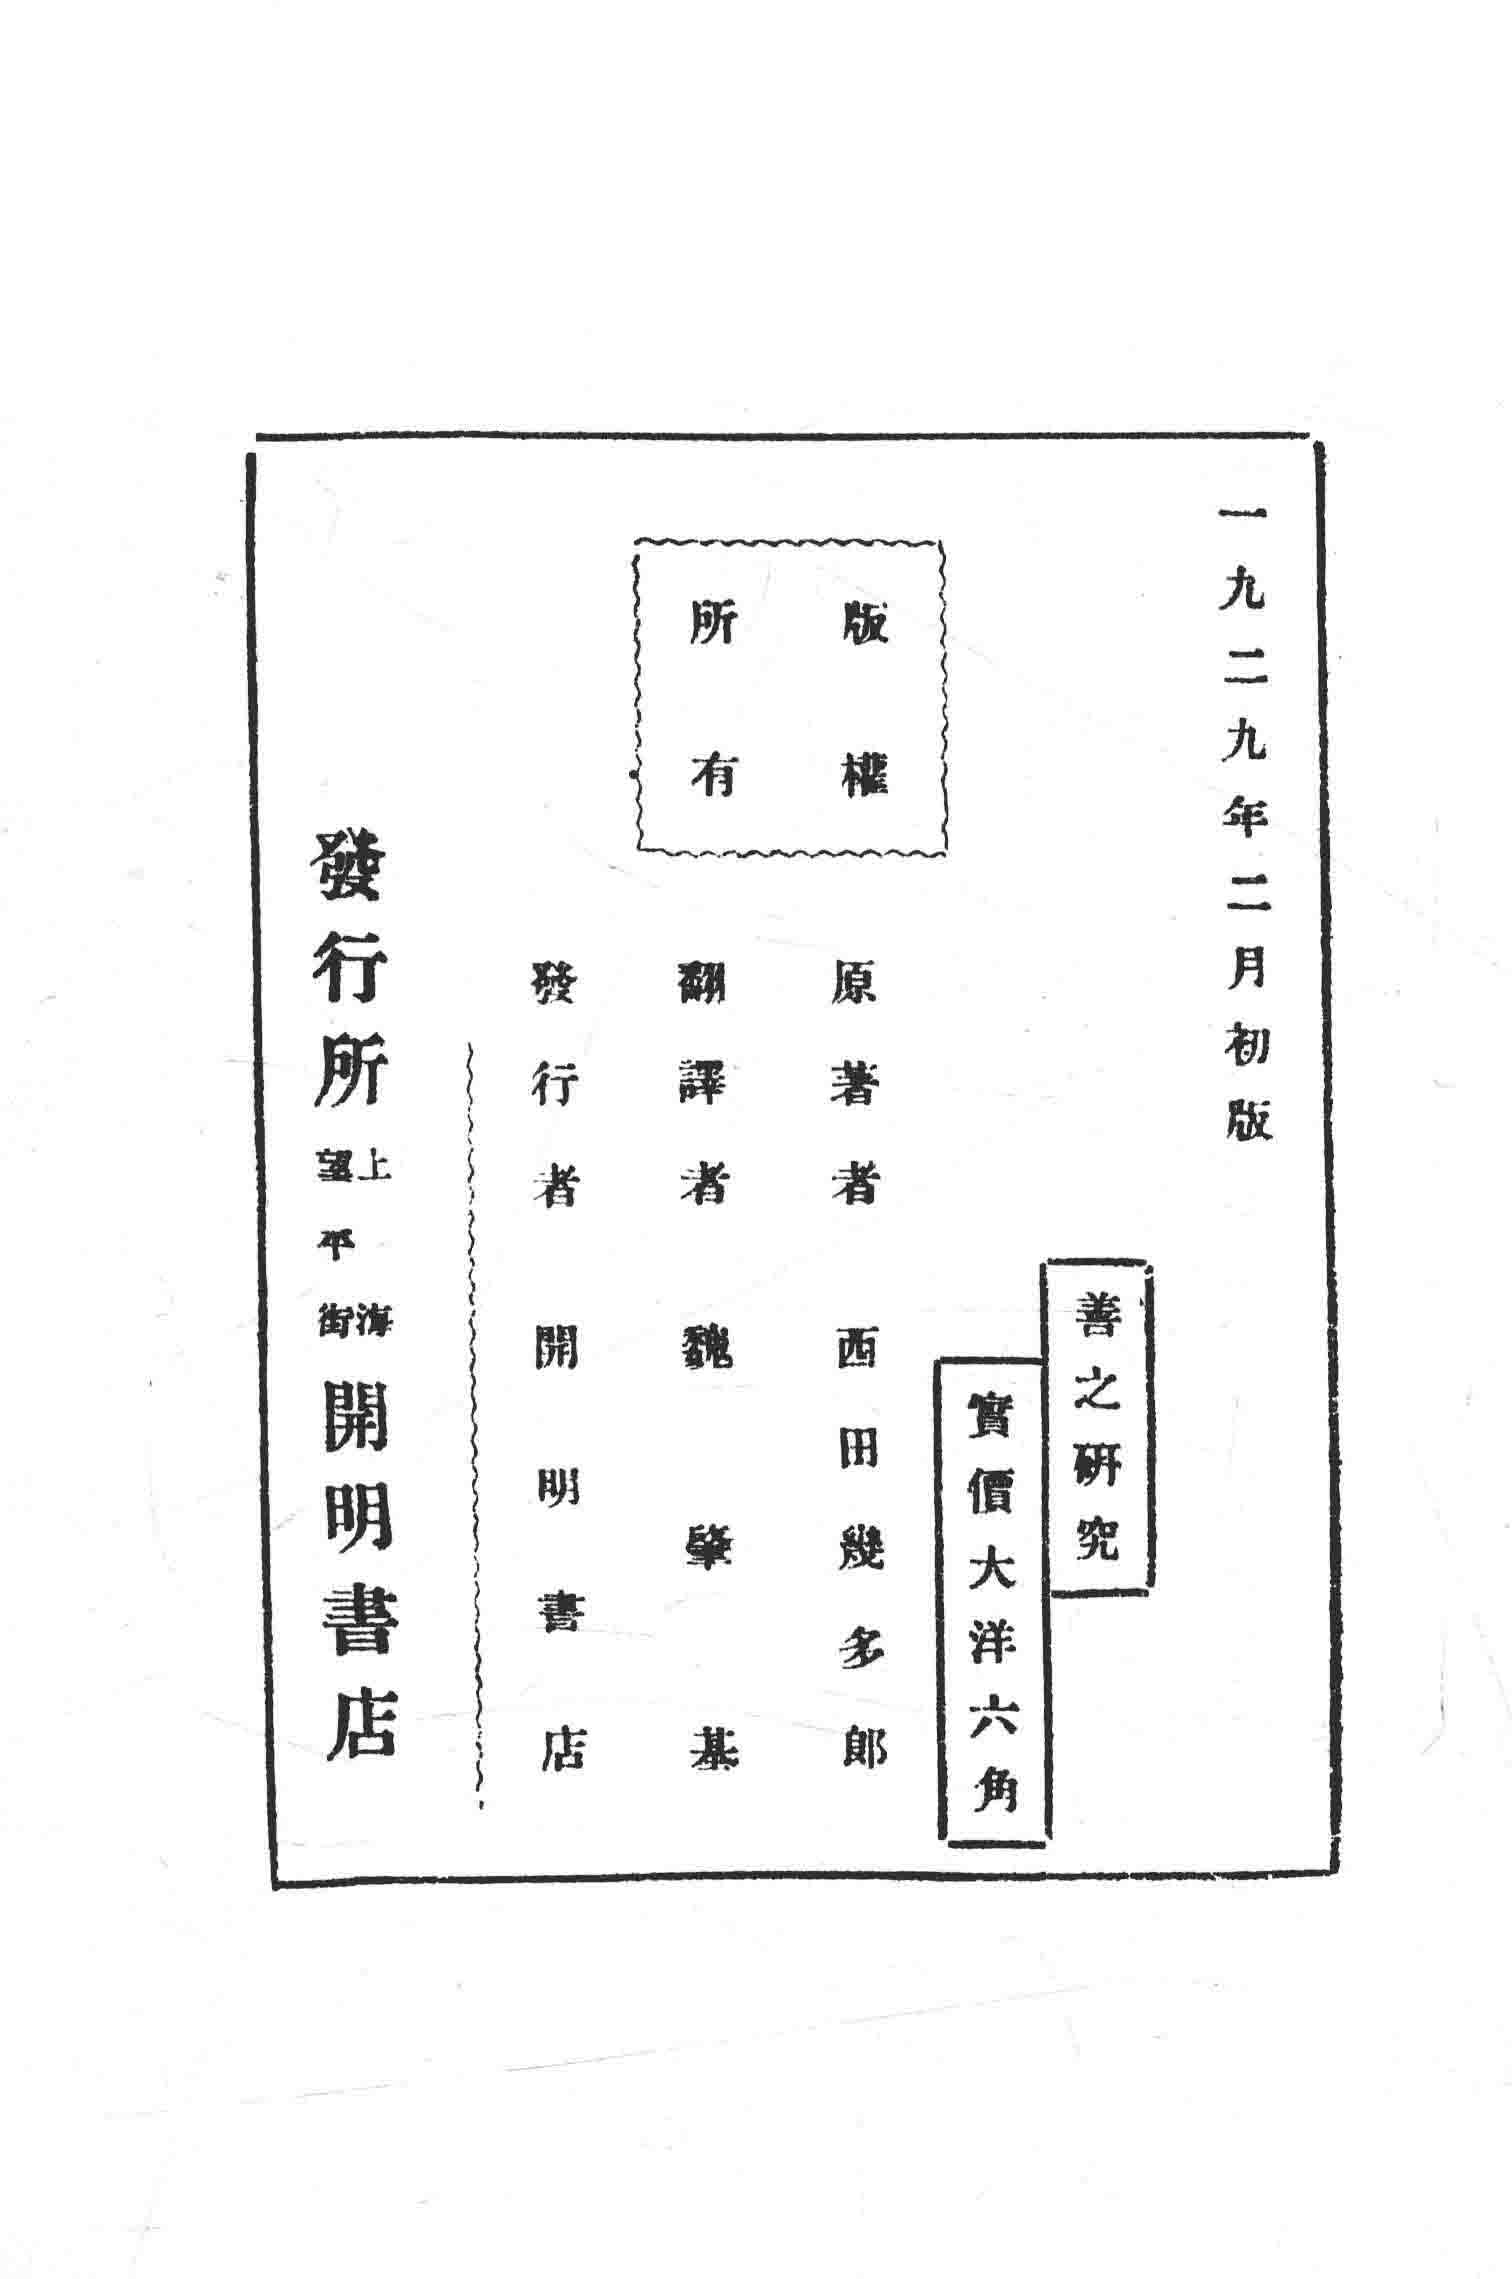 一九二九年二月初版
善之研究
實價大洋六角
版權
所有
原著者 西田幾多郎
翻譯者 魏肇基
發行者 開明書店
發行所 上海望平街 開明書店